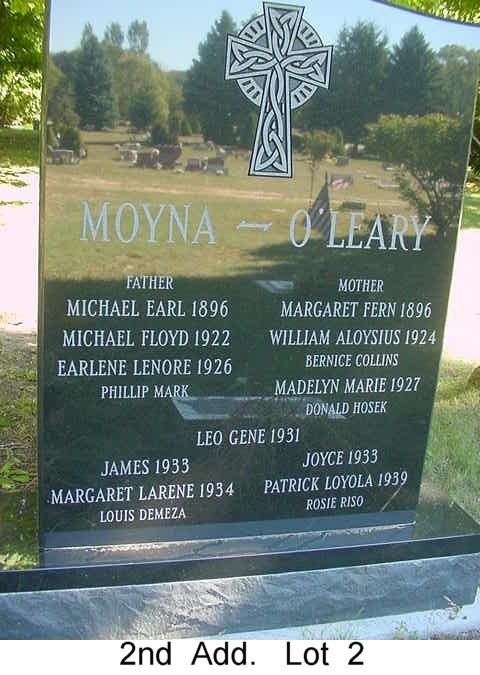 MOYNA ~ O'LEARY
FATHER
MICHAEL EARL 1896
MICHAEL FLOYD 1922
EARLENE LENORE 1926
PHILLIP MARK
MOTHER
MARGARET FERN 1896
WILLIAM ALOYSIUS 1924
BERNICE COLLINS
MADELYN MARIE 1927
DONALD HOSEK
LEO GENE 1931
JAMES 1933
MARGARET LARENE 1934
LOUIS DEMEZA
JOYCE 1933
PATRICK LOYOLA 1939
ROSIE RISO
2nd Add. Lot 2